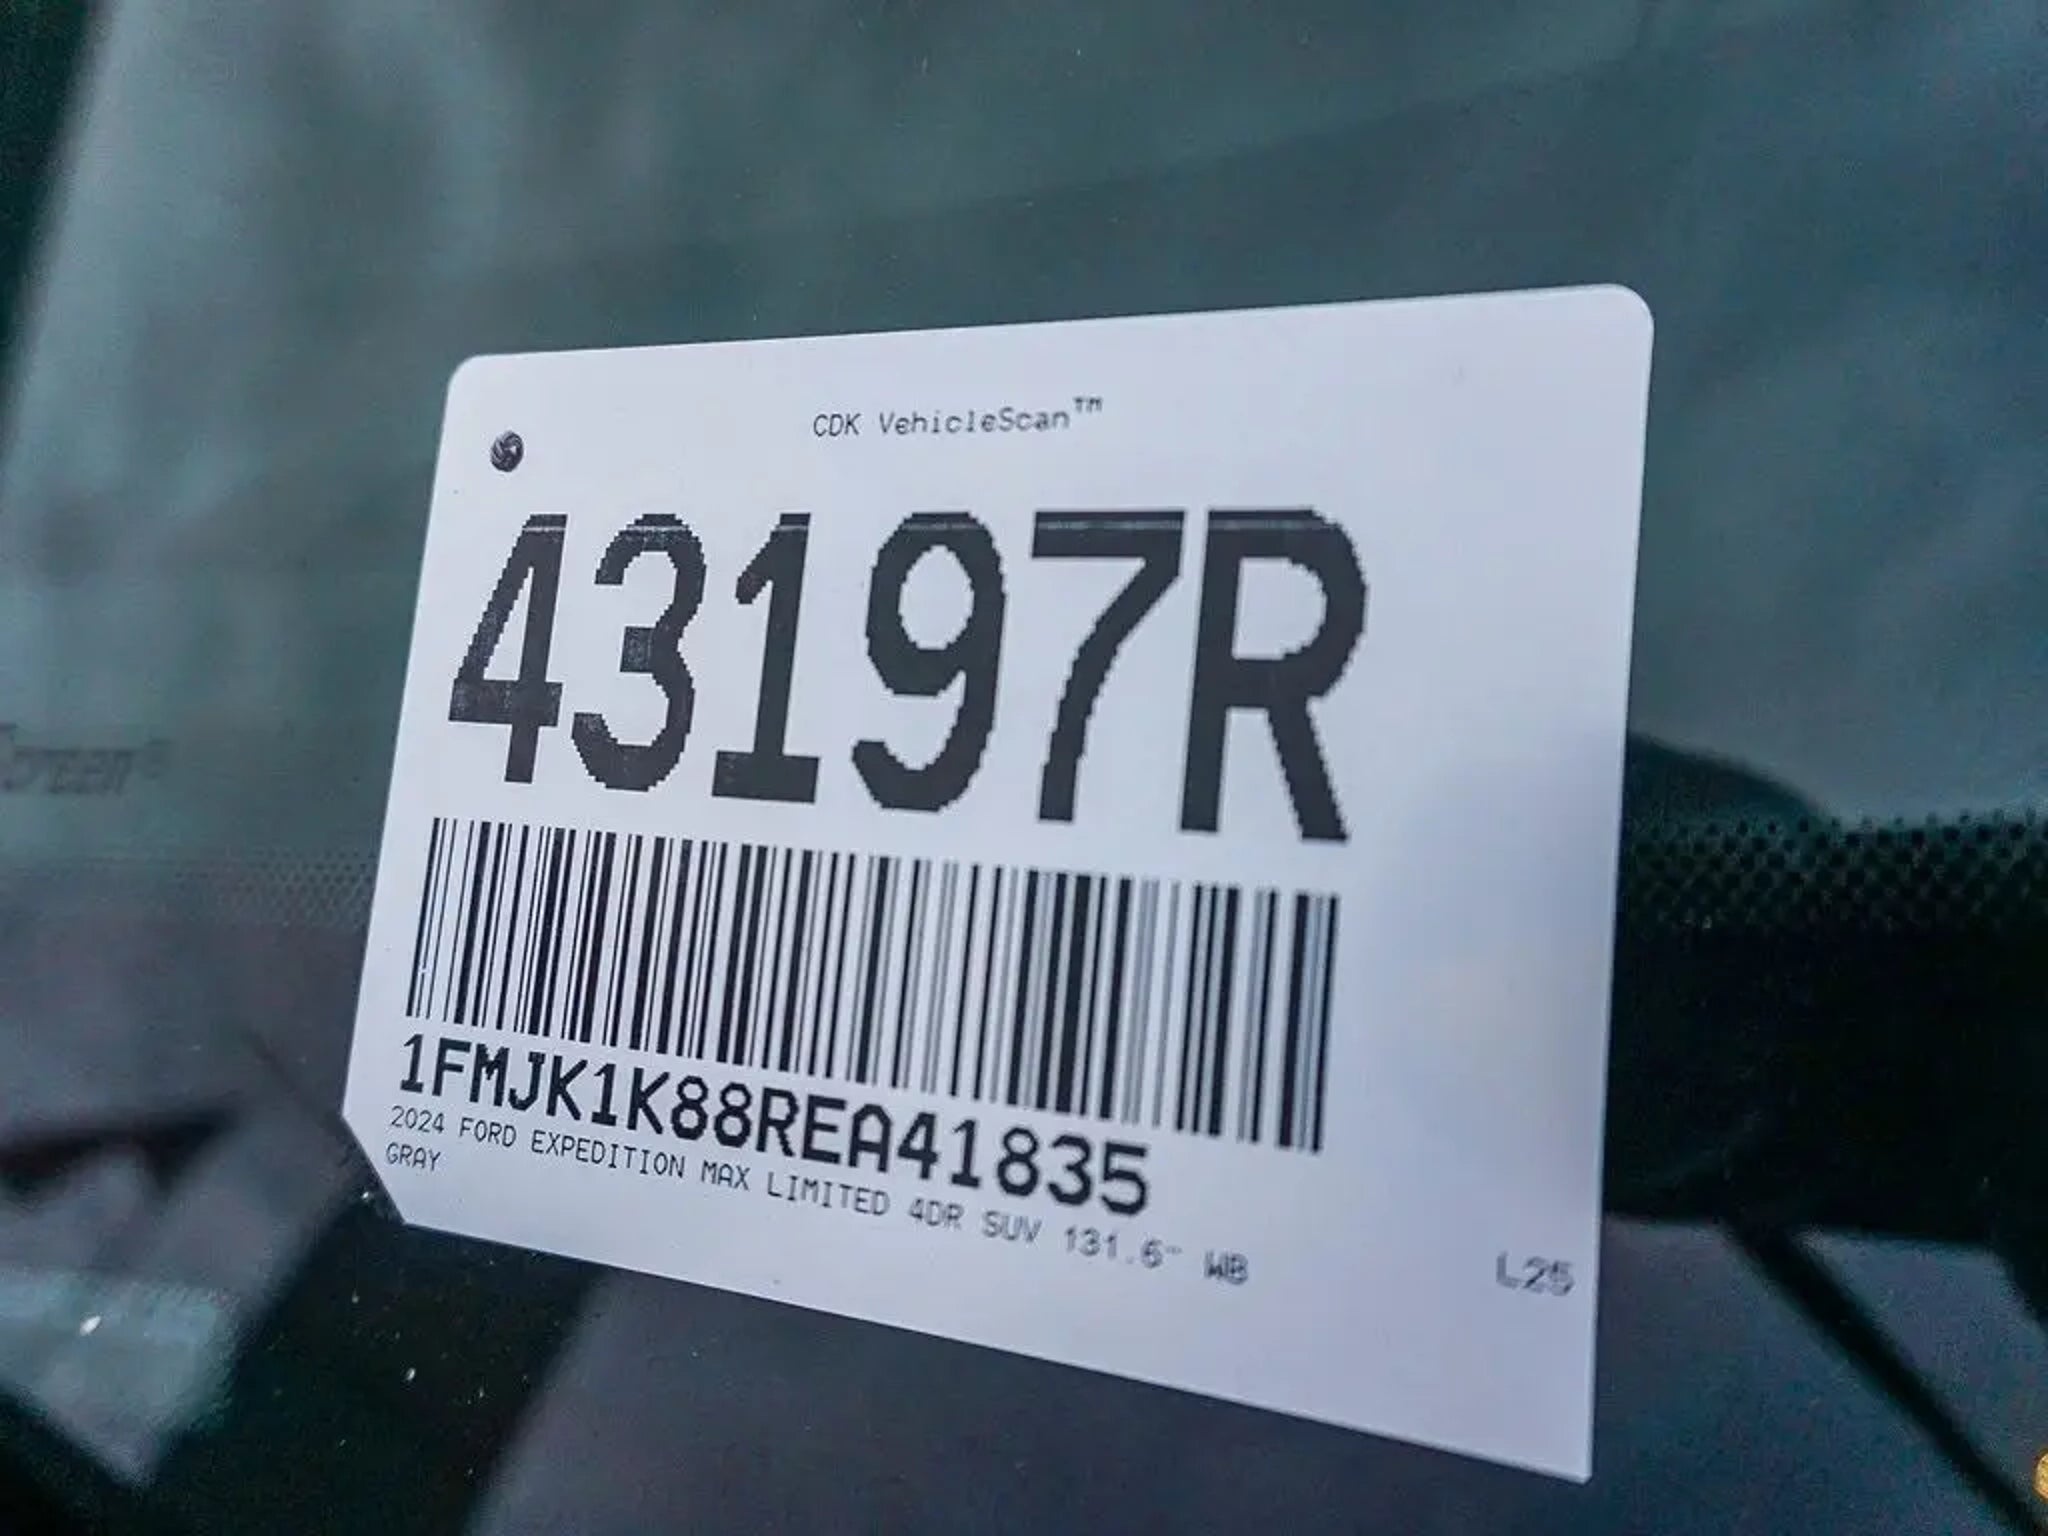 CDK VehicleScan™
43197R
1FMJK1K88REA41835
2024 FORD EXPEDITION MAX LIMITED 4DR SUV 131.6" WB
GRAY
L25